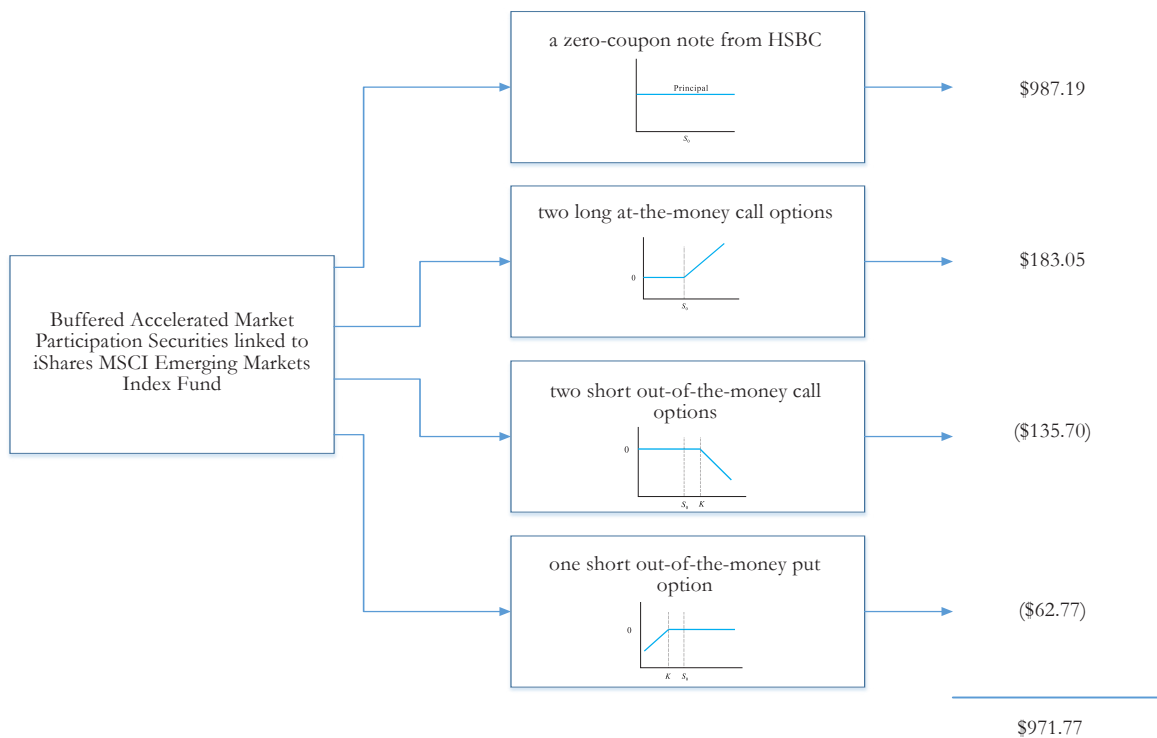 a zero-coupon note from HSBC
Principal
S₀
$987.19
two long at-the-money call options
0
S₀
$183.05
Buffered Accelerated Market
Participation Securities linked to
iShares MSCI Emerging Markets
Index Fund
two short out-of-the-money call
options
0
S₀ K
($135.70)
one short out-of-the-money put
option
0
K S₀
($62.77)
$971.77